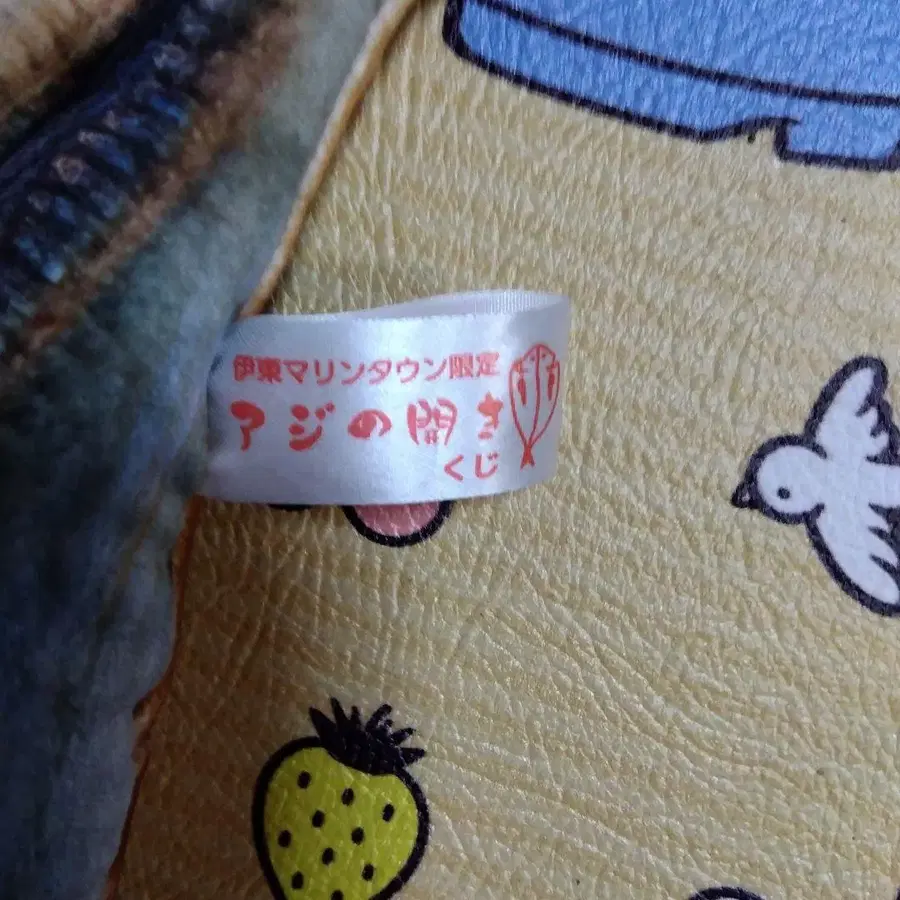 伊東マリンタウン限定
アジの開き
くじ